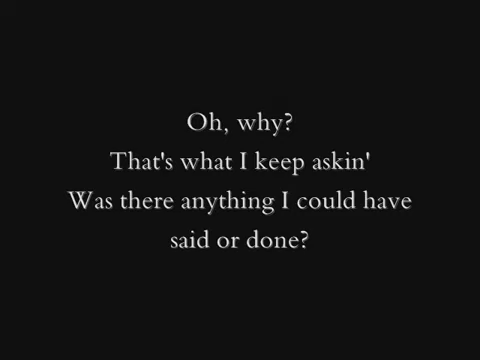 Oh, why?
That's what I keep askin'
Was there anything I could have
said or done?